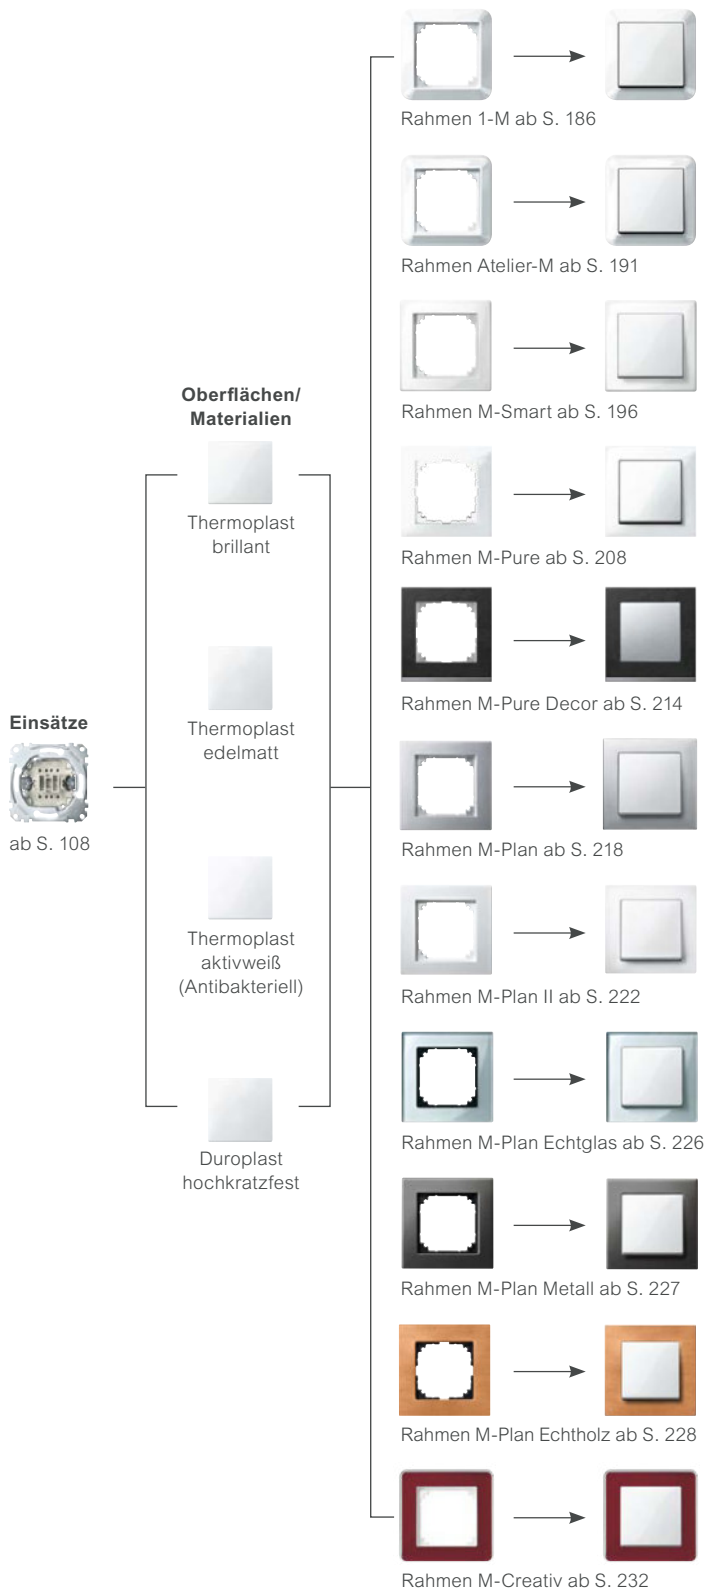 Einsätze
ab S. 108
Oberflächen/
Materialien
Thermoplast
brillant
Thermoplast
edelmatt
Thermoplast
aktivweiß
(Antibakteriell)
Duroplast
hochkratzfest
Rahmen 1-M ab S. 186
Rahmen Atelier-M ab S. 191
Rahmen M-Smart ab S. 196
Rahmen M-Pure ab S. 208
Rahmen M-Pure Decor ab S. 214
Rahmen M-Plan ab S. 218
Rahmen M-Plan II ab S. 222
Rahmen M-Plan Echtglas ab S. 226
Rahmen M-Plan Metall ab S. 227
Rahmen M-Plan Echtholz ab S. 228
Rahmen M-Creativ ab S. 232